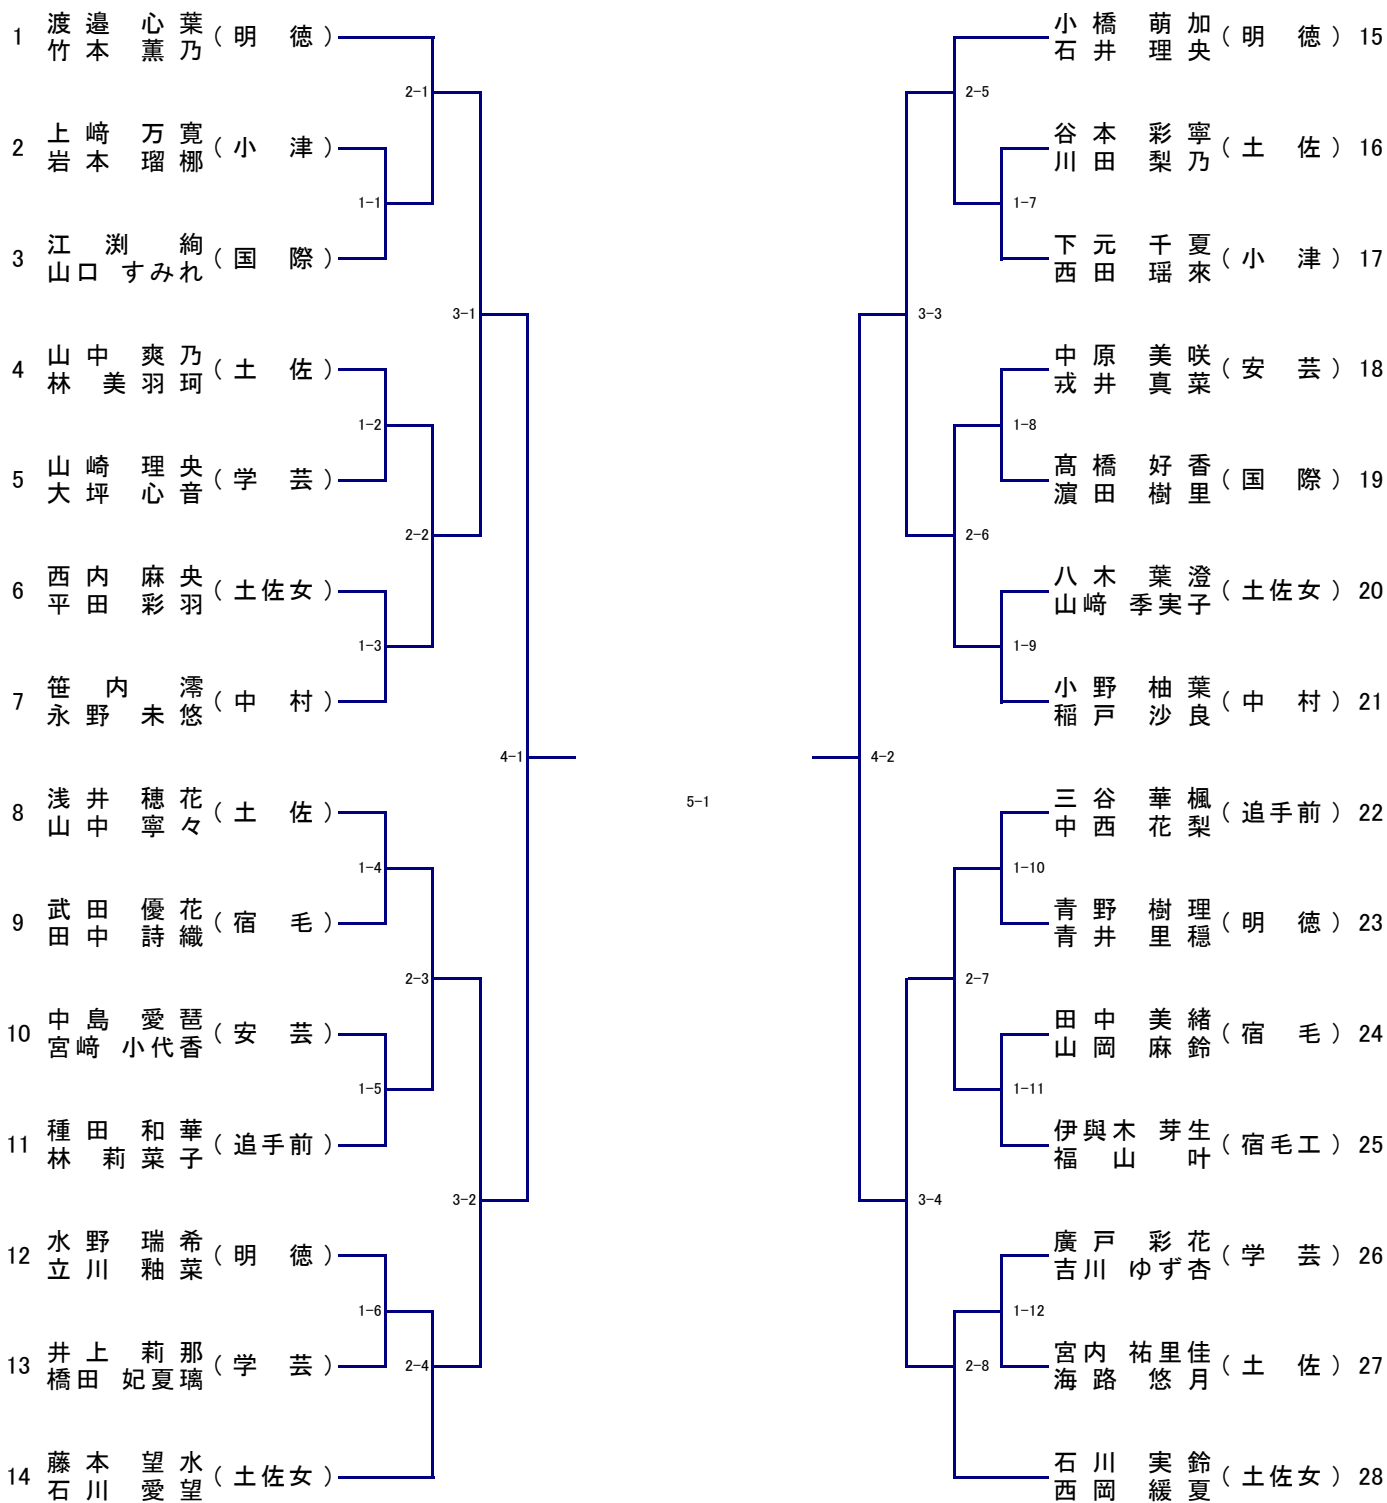 1 渡邉 心葉
竹本 薫乃 (明徳)
2 上﨑 万寛
岩本 瑠梛 (小津)
3 江渕 絢
山口 すみれ (国際)
4 山中 爽乃
林 美羽珂 (土佐)
5 山崎 理央
大坪 心音 (学芸)
6 西内 麻央
平田 彩羽 (土佐女)
7 笹内 澪
永野 未悠 (中村)
8 浅井 穂花
山中 寧々 (土佐)
9 武田 優花
田中 詩織 (宿毛)
10 中島 愛琶
宮﨑 小代香 (安芸)
11 種田 和華
林 莉菜子 (追手前)
12 水野 瑞希
立川 釉菜 (明徳)
13 井上 莉那
橋田 妃夏璃 (学芸)
14 藤本 望水
石川 愛望 (土佐女)
2-1
1-1
3-1
1-2
2-2
1-3
4-1
1-4
2-3
1-5
3-2
1-6
2-4
5-1
2-5
1-7
3-3
1-8
2-6
1-9
4-2
1-10
2-7
1-11
3-4
1-12
2-8
小橋 萌加
石井 理央 (明徳) 15
谷本 彩寧
川田 梨乃 (土佐) 16
下元 千夏
西田 瑶來 (小津) 17
中原 美咲
戎井 真菜 (安芸) 18
髙橋 好香
濵田 樹里 (国際) 19
八木 葉澄
山﨑 季実子 (土佐女) 20
小野 柚葉
稲戸 沙良 (中村) 21
三谷 華楓
中西 花梨 (追手前) 22
青野 樹理
青井 里穏 (明徳) 23
田中 美緒
山岡 麻鈴 (宿毛) 24
伊與木 芽生
福山 叶 (宿毛工) 25
廣戸 彩花
吉川 ゆず杏 (学芸) 26
宮内 祐里佳
海路 悠月 (土佐) 27
石川 実鈴
西岡 緩夏 (土佐女) 28